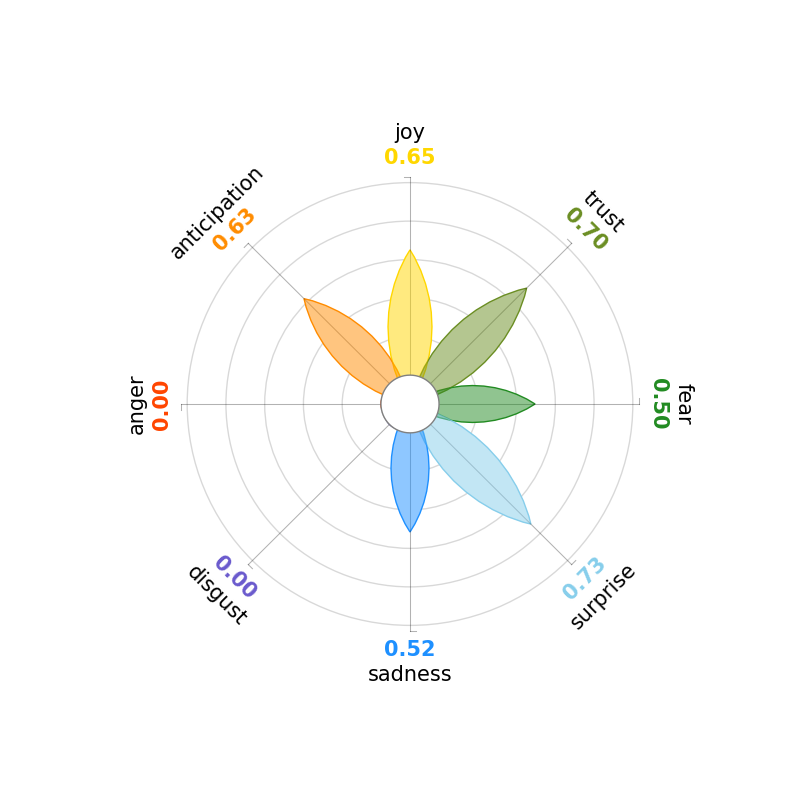 joy
0.65
trust
0.70
fear
0.50
surprise
0.73
0.52
sadness
0.00
disgust
anger
0.00
anticipation
0.63